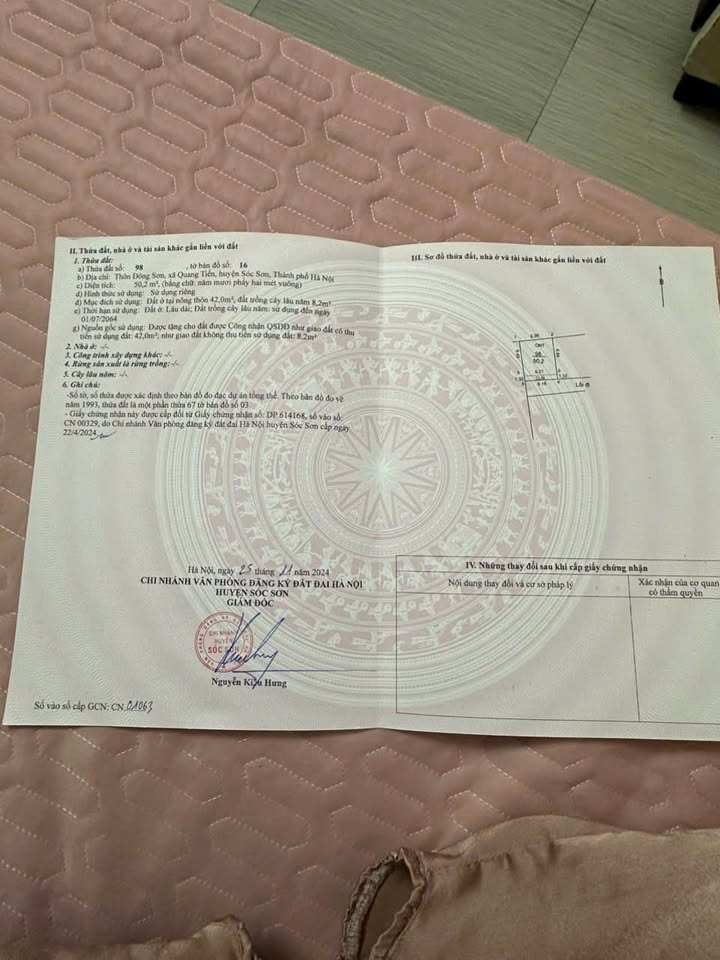 II. Thửa đất, nhà ở và tài sản khác gắn liền với đất
1. Thửa đất:
a) Thửa đất số: 98 , tờ bản đồ số: 16
b) Địa chỉ: Thôn Đông Sơn, xã Quang Tiến, huyện Sóc Sơn, Thành phố Hà Nội
c) Diện tích: 50,2 m², (bằng chữ: năm mươi phẩy hai mét vuông)
d) Hình thức sử dụng: Sử dụng riêng
đ) Mục đích sử dụng: Đất ở tại nông thôn 42,0m², đất trồng cây lâu năm 8,2m²
e) Thời hạn sử dụng: Đất ở: Lâu dài; Đất trồng cây lâu năm: sử dụng đến ngày
01/07/2064
g) Nguồn gốc sử dụng: Được tặng cho đất được Công nhận QSDĐ như giao đất có thu
tiền sử dụng đất: 42,0m²; như giao đất không thu tiền sử dụng đất: 8,2m²
2. Nhà ở: -/-
3. Công trình xây dựng khác: -/-
4. Rừng sản xuất là rừng trồng: -/-
5. Cây lâu năm: -/-
6. Ghi chú:
-Số tờ, số thửa được xác định theo bản đồ đo đạc dự án tổng thể. Theo bản đồ đo vẽ
năm 1993, thửa đất là một phần thửa 67 tờ bản đồ số 03
- Giấy chứng nhận này được cấp đổi từ Giấy chứng nhận số: DP 614168, số vào sổ:
CN 00329, do Chi nhánh Văn phòng đăng ký đất đai Hà Nội huyện Sóc Sơn cấp ngày
22/4/2024
Hà Nội, ngày 25 tháng 11 năm 2024
CHI NHÁNH VĂN PHÒNG ĐĂNG KÝ ĐẤT ĐAI HÀ NỘI
HUYỆN SÓC SƠN
GIÁM ĐỐC
CHI NHÁNH
HUYỆN
SÓC SƠN
Nguyễn Kiều Hưng
Số vào sổ cấp GCN: CN 01063
III. Sơ đồ thửa đất, nhà ở và tài sản khác gắn liền với đất
1 2
ONT
98
50,2
CLN
Lối đi
IV. Những thay đổi sau khi cấp giấy chứng nhận
Nội dung thay đổi và cơ sở pháp lý
Xác nhận của cơ quan
có thẩm quyền